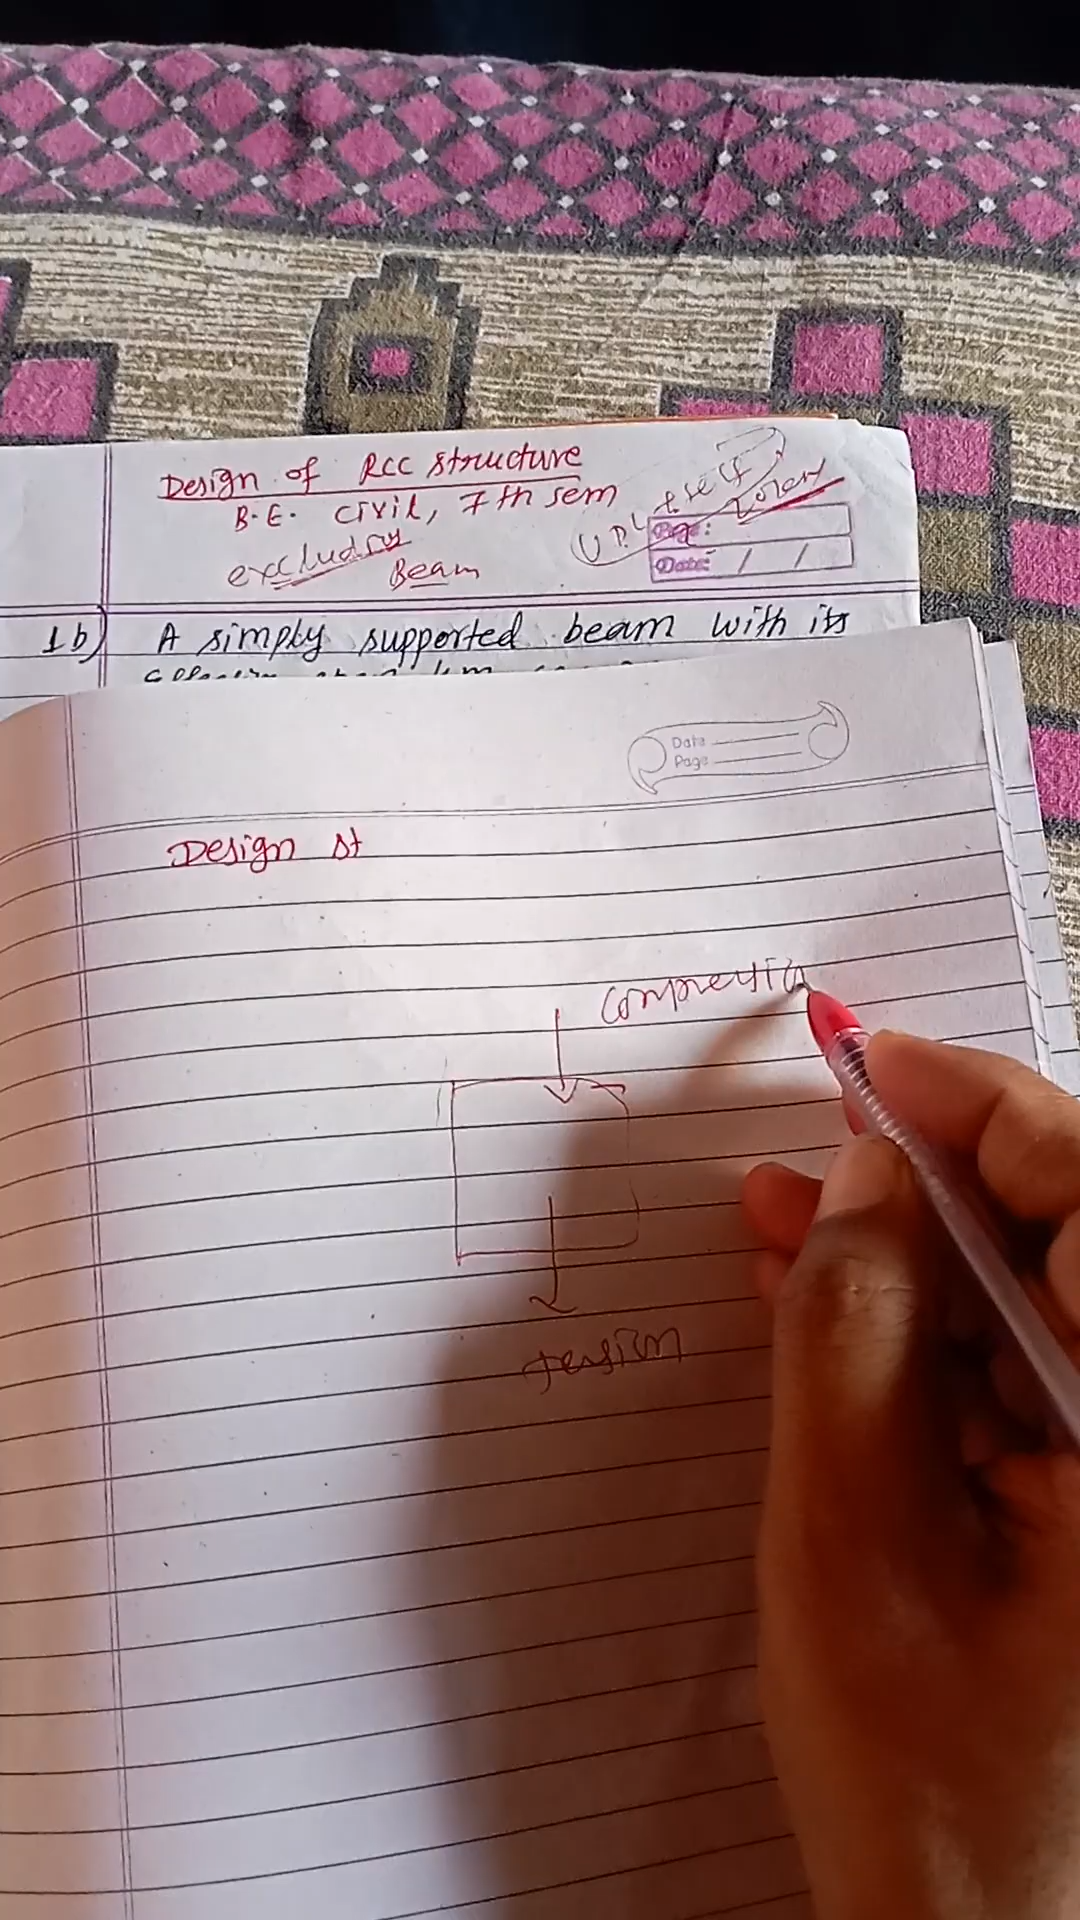 Design of RCC structure
B.E. civil, 7th sem
excluding
Beam
Page:
Date: / /
1b) A simply supported beam with its
Date
Page
Design st
compressio
tension